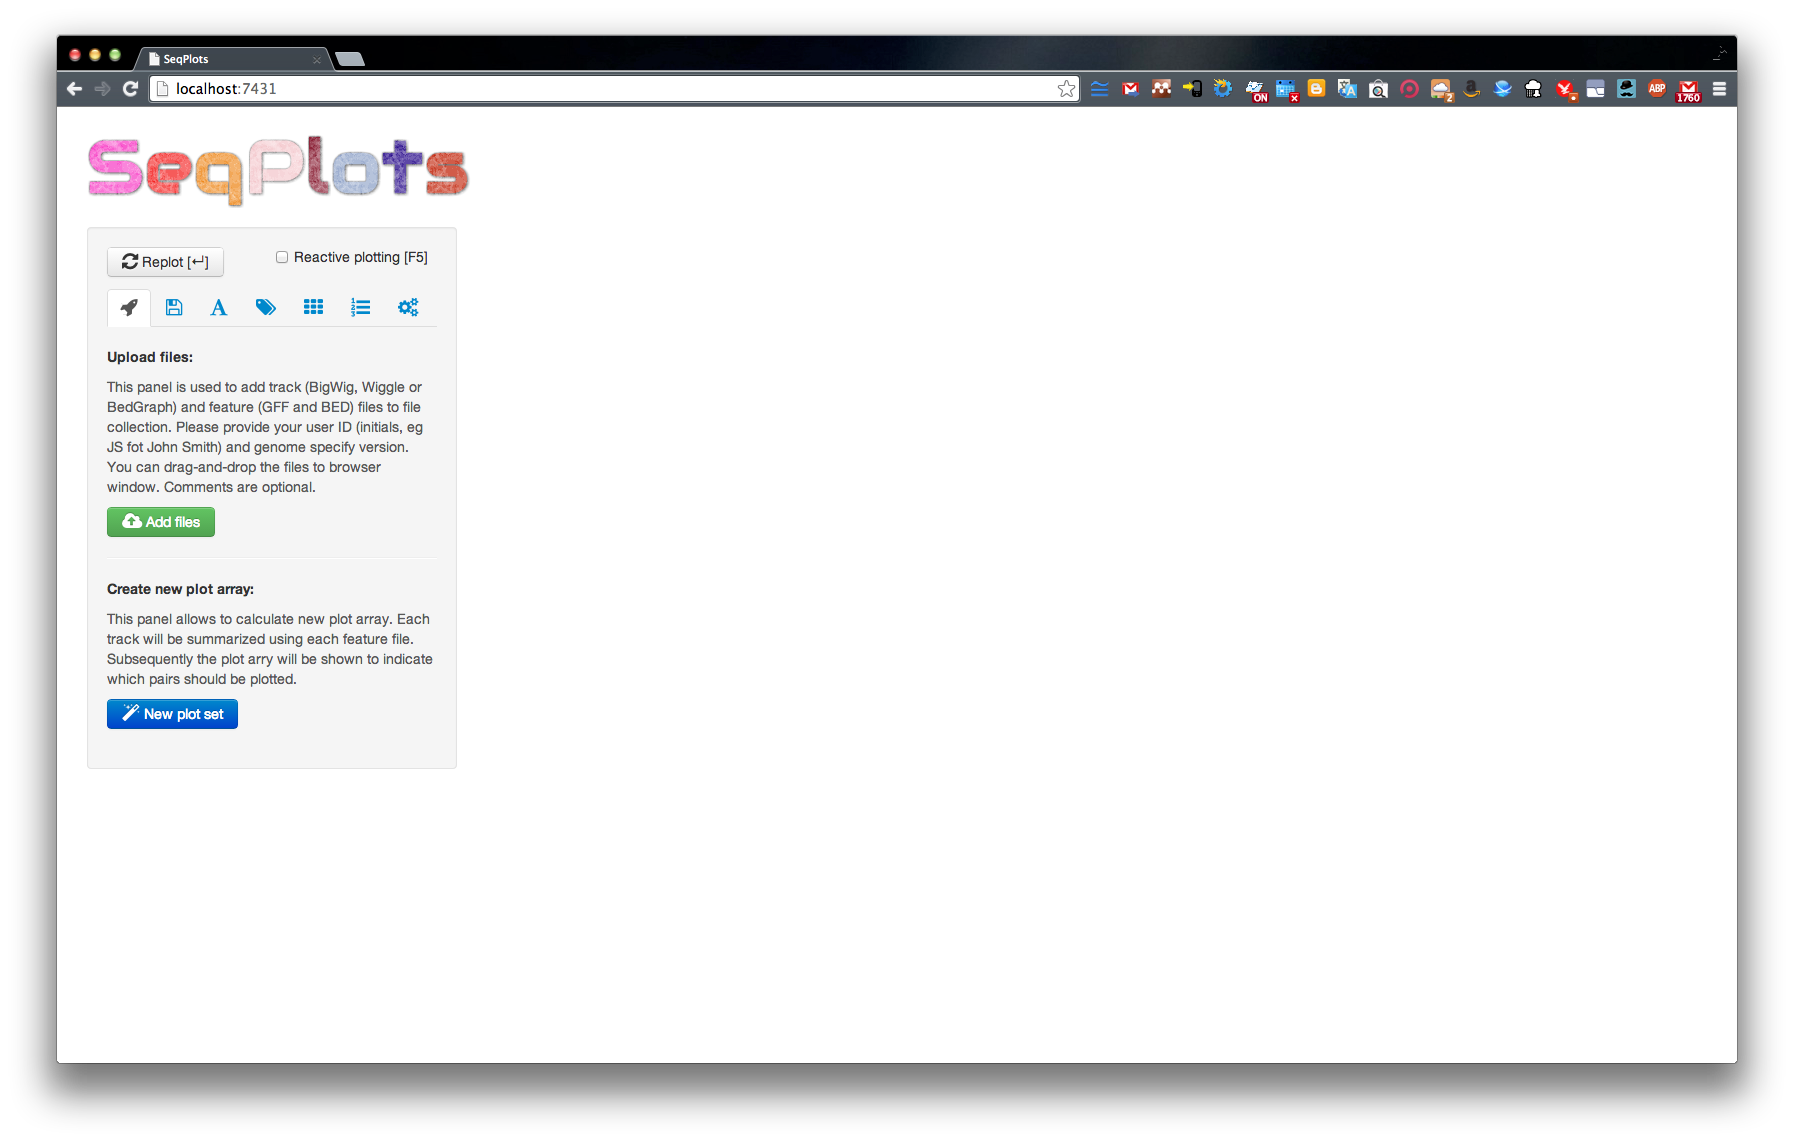 SeqPlots
localhost:7431
ON
x
2
ABP
1760
SeqPlots
Replot [↵]
Reactive plotting [F5]
A
1
2
3
Upload files:
This panel is used to add track (BigWig, Wiggle or
BedGraph) and feature (GFF and BED) files to file
collection. Please provide your user ID (initials, eg
JS fot John Smith) and genome specify version.
You can drag-and-drop the files to browser
window. Comments are optional.
Add files
Create new plot array:
This panel allows to calculate new plot array. Each
track will be summarized using each feature file.
Subsequently the plot arry will be shown to indicate
which pairs should be plotted.
New plot set